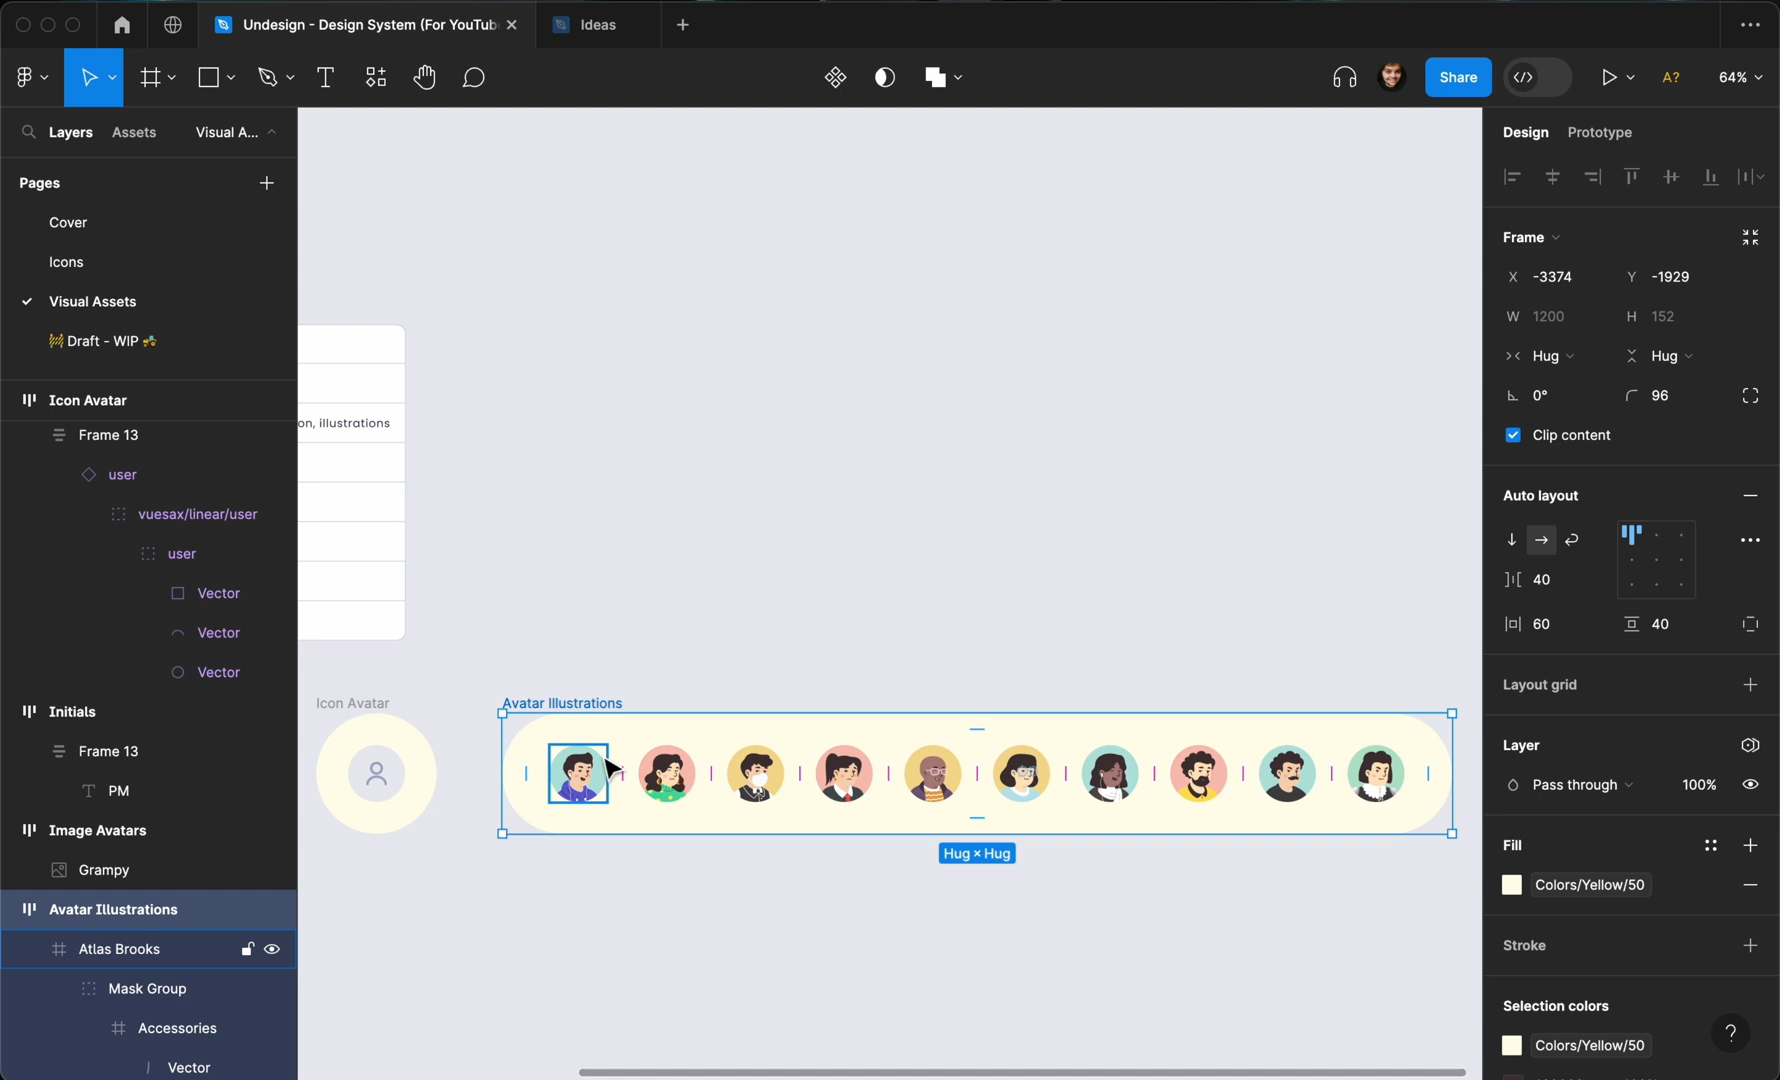 Undesign - Design System (For YouTub
Ideas
Share
A?
64%
Layers
Assets
Visual A...
Pages
Cover
Icons
Visual Assets
🚧 Draft - WIP 🚜
Icon Avatar
Frame 13
user
vuesax/linear/user
user
Vector
Vector
Vector
Initials
Frame 13
PM
Image Avatars
Grampy
Avatar Illustrations
Atlas Brooks
Mask Group
Accessories
Vector
on, illustrations
Icon Avatar
Avatar Illustrations
Hug × Hug
Design
Prototype
Frame
X -3374
Y -1929
W 1200
H 152
Hug
Hug
0°
96
Clip content
Auto layout
40
60
40
Layout grid
Layer
Pass through
100%
Fill
Colors/Yellow/50
Stroke
Selection colors
Colors/Yellow/50
?